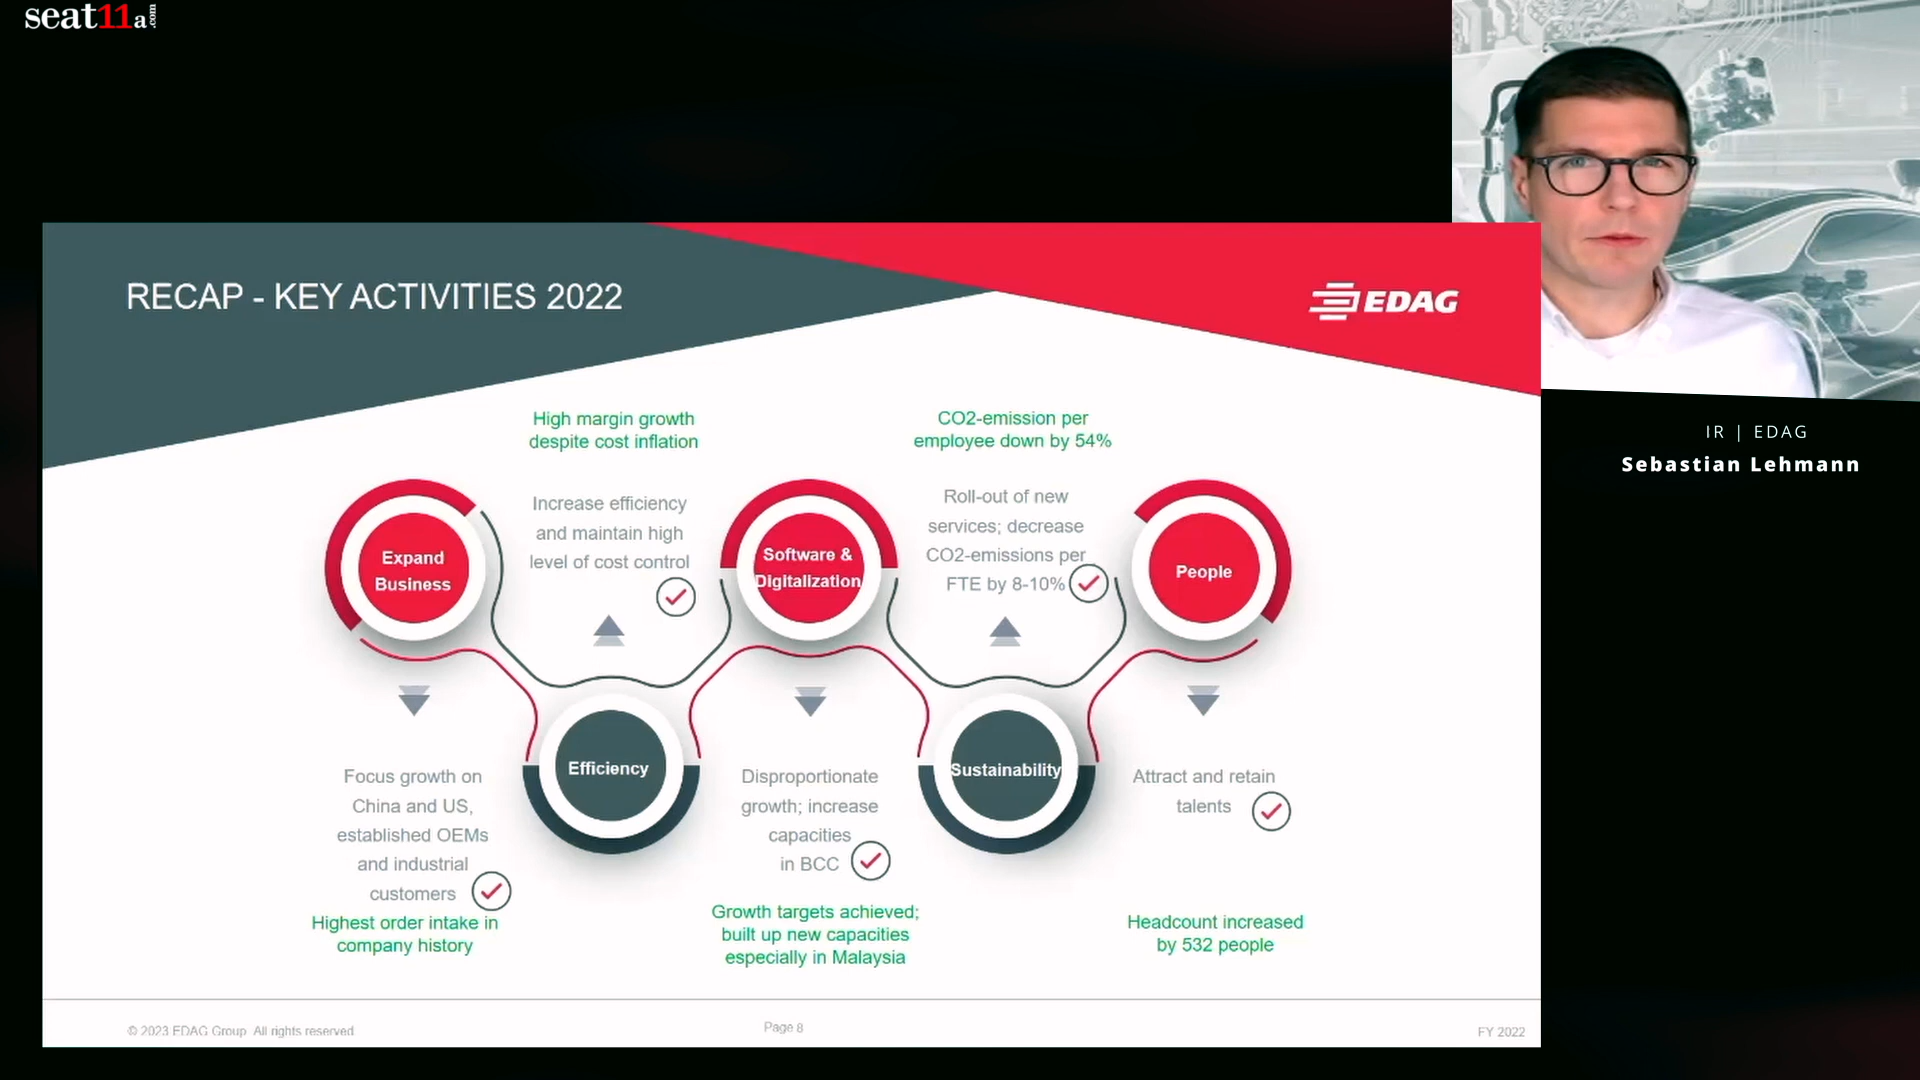 seat11a.com
IR | EDAG
Sebastian Lehmann
RECAP - KEY ACTIVITIES 2022
EDAG
High margin growth
despite cost inflation
CO2-emission per
employee down by 54%
Increase efficiency
and maintain high
level of cost control
Roll-out of new
services; decrease
CO2-emissions per
FTE by 8-10%
Expand
Business
Software &
Digitalization
People
Efficiency
Sustainability
Focus growth on
China and US,
established OEMs
and industrial
customers
Highest order intake in
company history
Disproportionate
growth; increase
capacities
in BCC
Growth targets achieved;
built up new capacities
especially in Malaysia
Attract and retain
talents
Headcount increased
by 532 people
© 2023 EDAG Group. All rights reserved.
Page 8
FY 2022